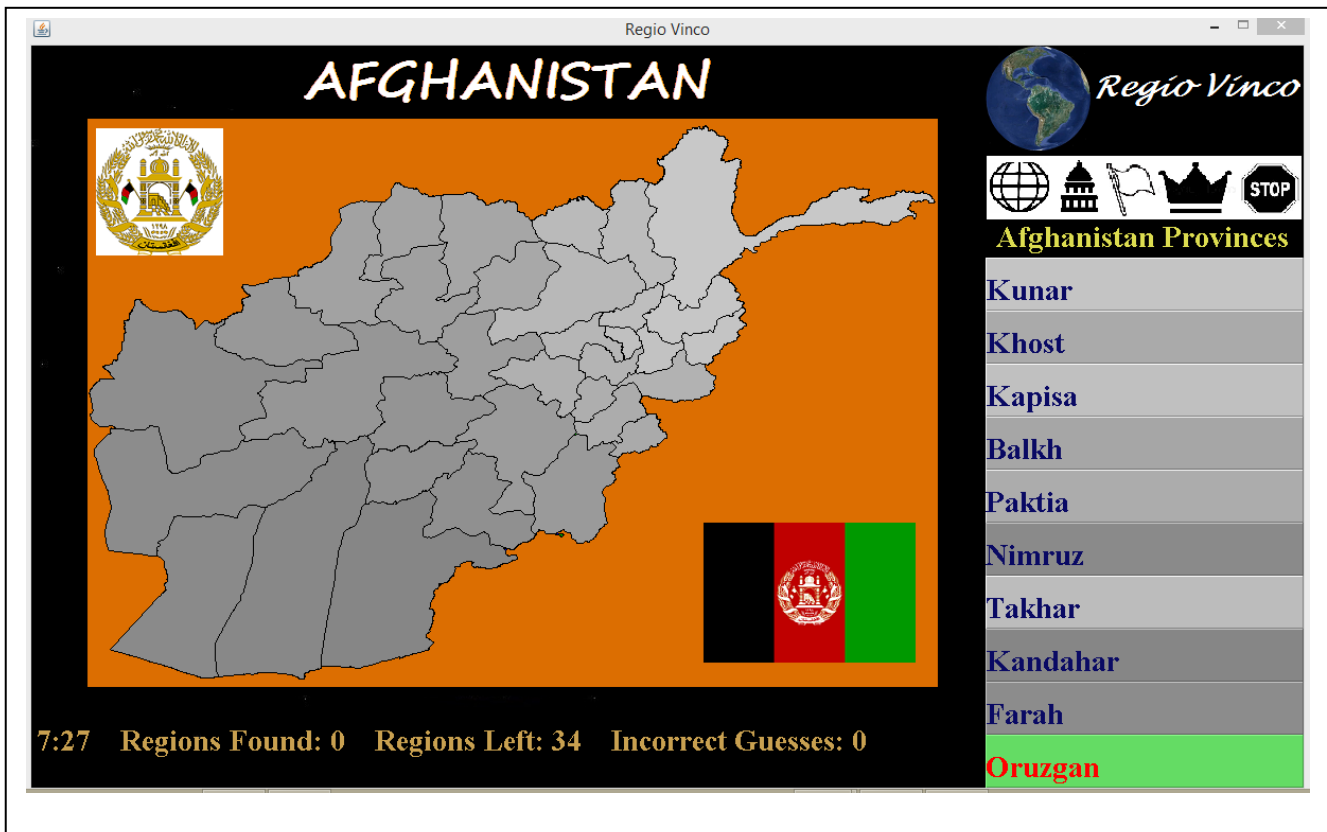 Regio Vinco
AFGHANISTAN
Regio Vinco
STOP
Afghanistan Provinces
Kunar
Khost
Kapisa
Balkh
Paktia
Nimruz
Takhar
Kandahar
Farah
Oruzgan
7:27 Regions Found: 0 Regions Left: 34 Incorrect Guesses: 0